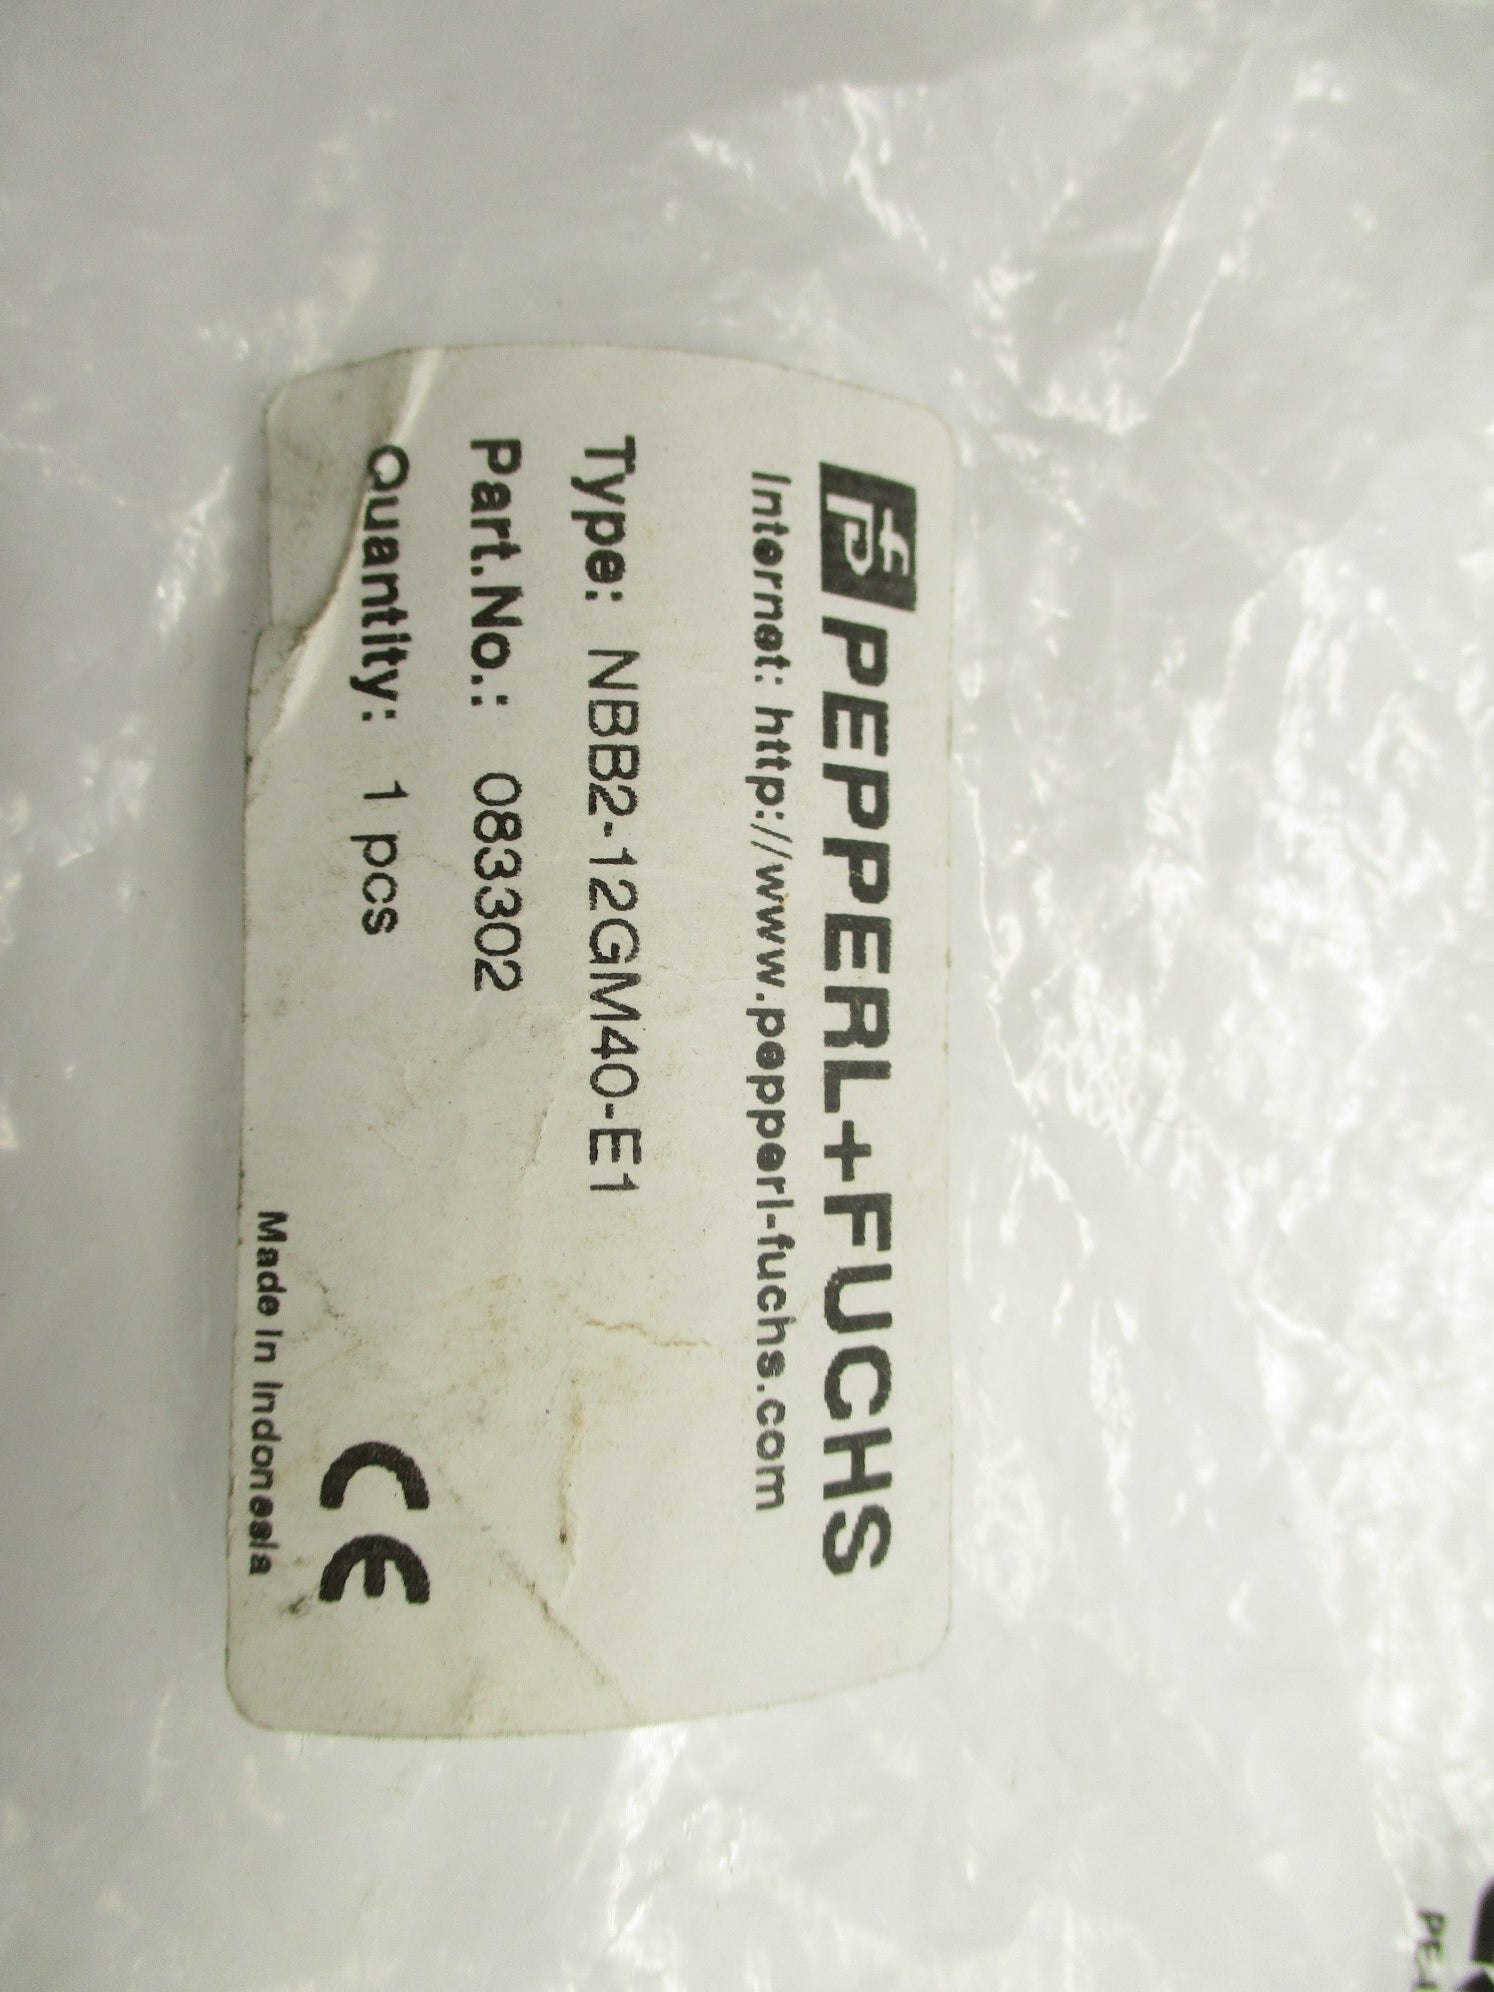 PEPPERL+FUCHS
Internet: http://www.pepperl-fuchs.com
Type: NBB2-12GM40-E1
Part.No.: 083302
Quantity: 1 pcs
CE
Made in Indonesia